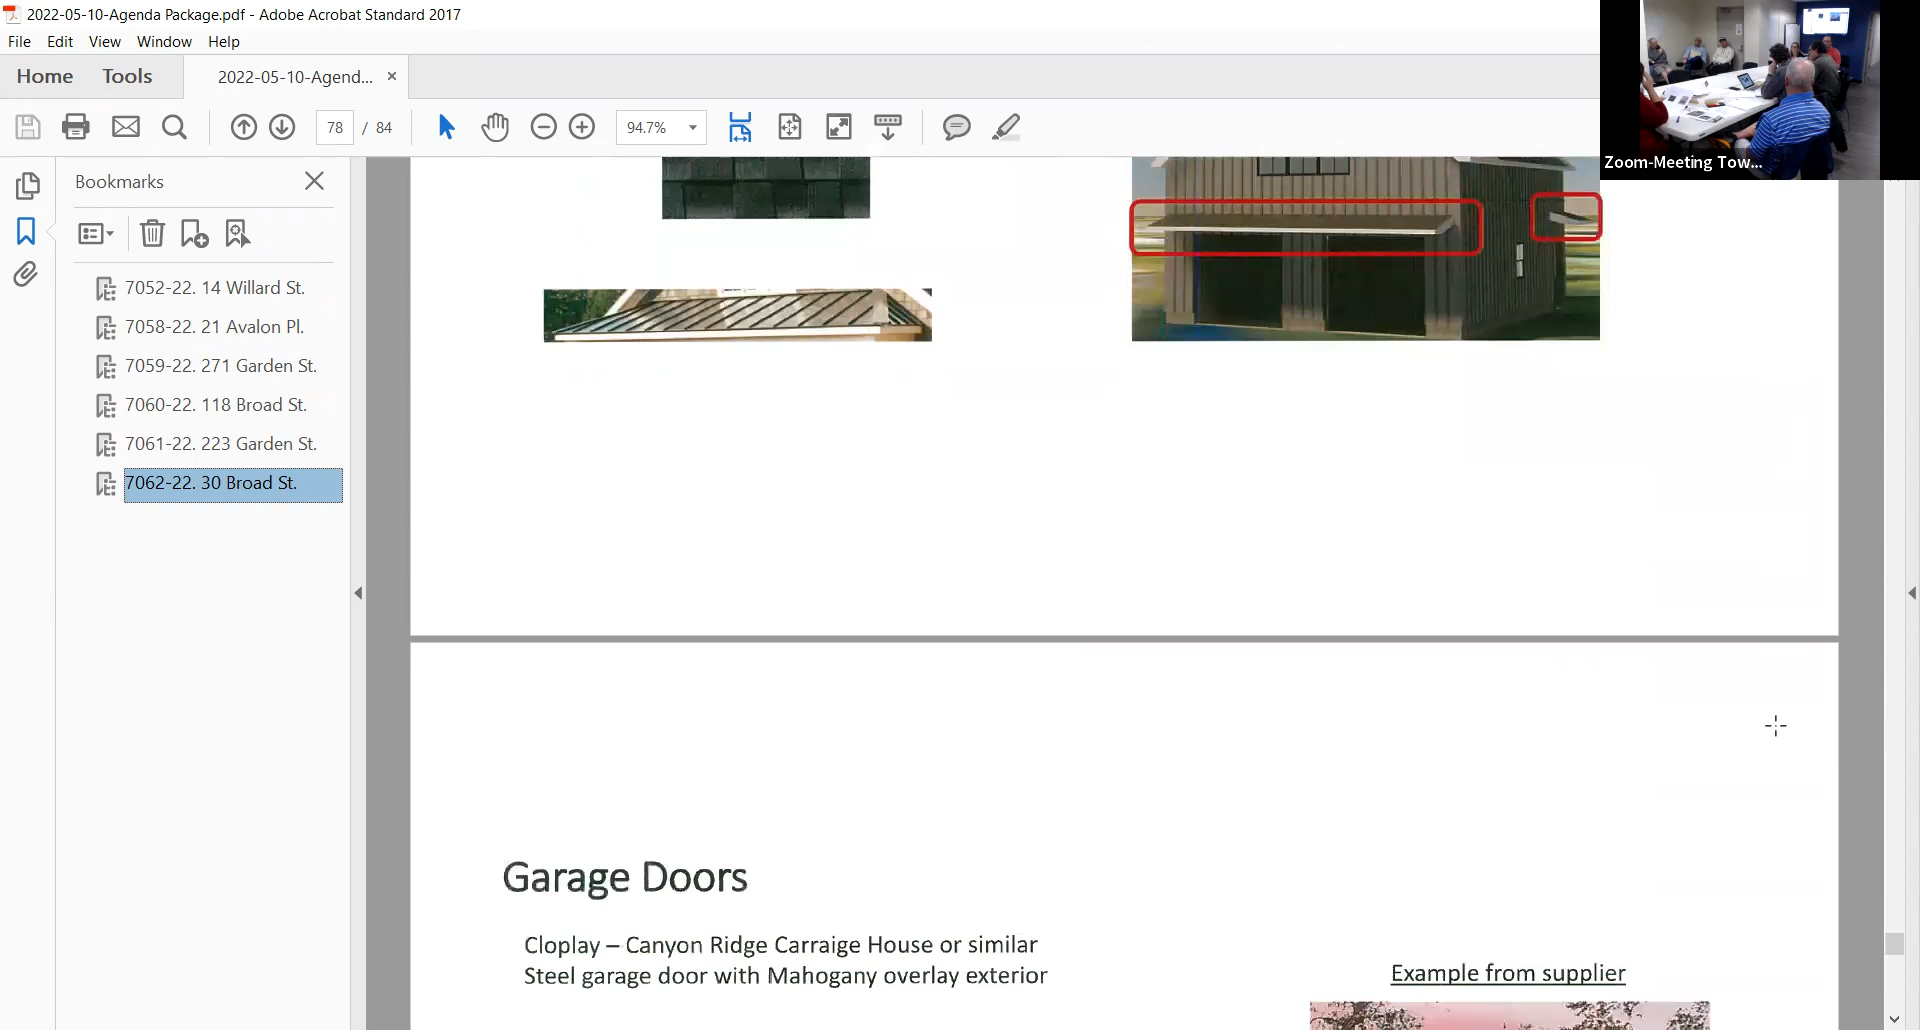 2022-05-10-Agenda Package.pdf - Adobe Acrobat Standard 2017
File Edit View Window Help
Home Tools 2022-05-10-Agend... ×
78 / 84 94.7%
Zoom-Meeting Tow...
Bookmarks
7052-22. 14 Willard St.
7058-22. 21 Avalon Pl.
7059-22. 271 Garden St.
7060-22. 118 Broad St.
7061-22. 223 Garden St.
7062-22. 30 Broad St.
Garage Doors
Cloplay – Canyon Ridge Carraige House or similar
Steel garage door with Mahogany overlay exterior
Example from supplier